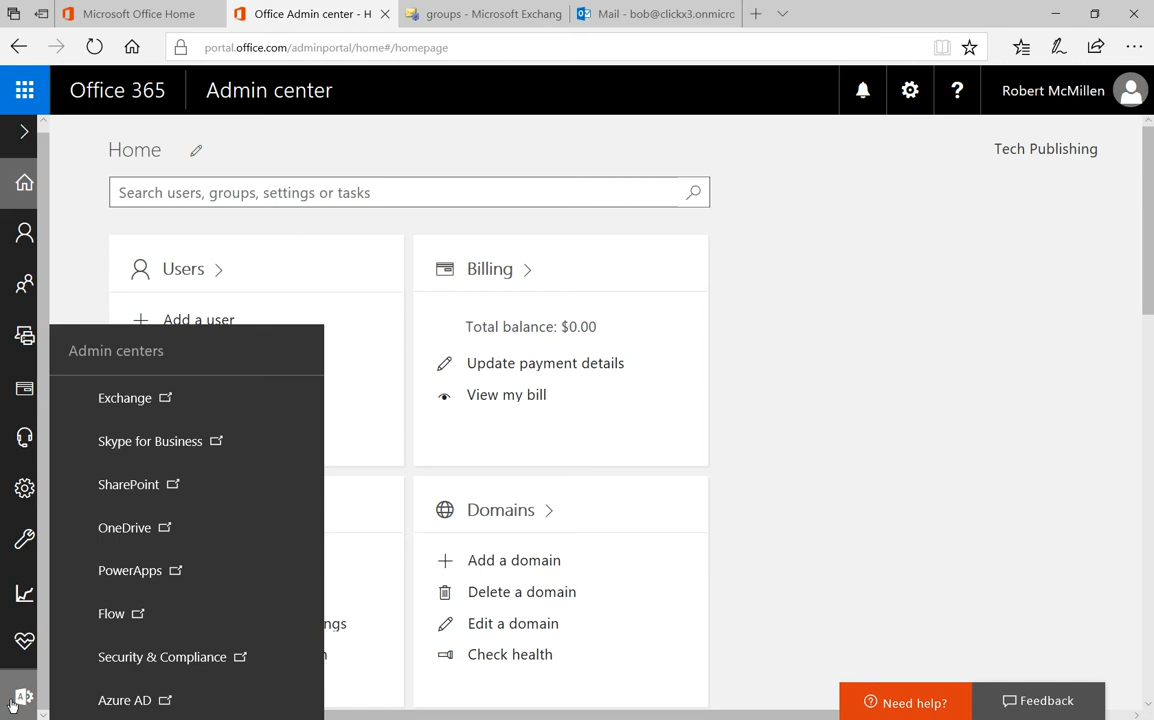 Microsoft Office Home
Office Admin center - H
groups - Microsoft Exchang
Mail - bob@clickx3.onmicrc
portal.office.com/adminportal/home#/homepage
Office 365
Admin center
?
Robert McMillen
Home
Tech Publishing
Search users, groups, settings or tasks
Users
Billing
Add a user
Total balance: $0.00
Update payment details
View my bill
Admin centers
Exchange
Skype for Business
SharePoint
OneDrive
PowerApps
Flow
Security & Compliance
Azure AD
ngs
Domains
Add a domain
Delete a domain
Edit a domain
Check health
Need help?
Feedback